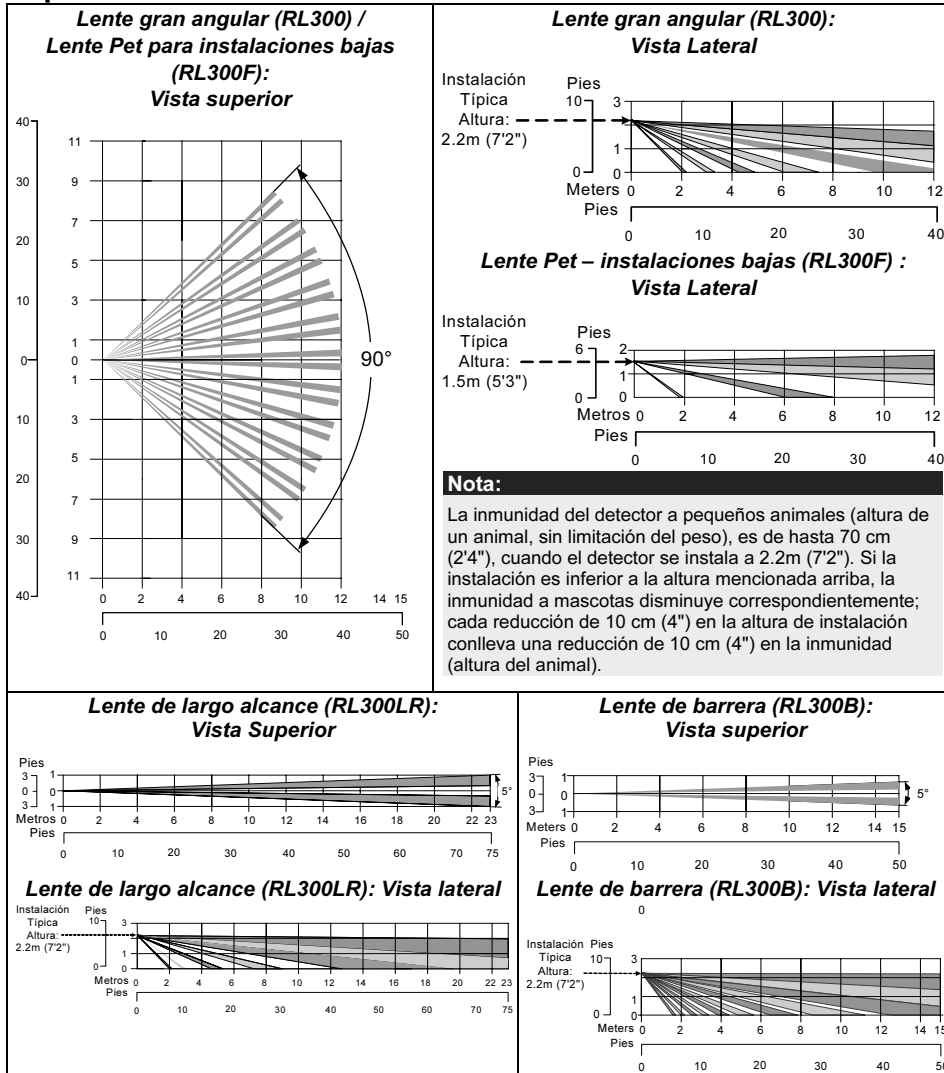 Lente gran angular (RL300) /
Lente Pet para instalaciones bajas
(RL300F):
Vista superior
40
30
20
10
0
10
20
30
40
11
9
7
5
3
1
0
1
3
5
7
9
11
90°
0 2 4 6 8 10 12 14 15
0 10 20 30 40 50
Lente gran angular (RL300):
Vista Lateral
Instalación
Típica
Altura:
2.2m (7'2")
Pies
10
0
3
1
0
Meters 0 2 4 6 8 10 12
Pies
0 10 20 30 40
Lente Pet – instalaciones bajas (RL300F) :
Vista Lateral
Instalación
Típica
Altura:
1.5m (5'3")
Pies
6
0
2
1
0
Metros 0 2 4 6 8 10 12
Pies
0 10 20 30 40
Nota:
La inmunidad del detector a pequeños animales (altura de
un animal, sin limitación del peso), es de hasta 70 cm
(2'4"), cuando el detector se instala a 2.2m (7'2"). Si la
instalación es inferior a la altura mencionada arriba, la
inmunidad a mascotas disminuye correspondientemente;
cada reducción de 10 cm (4") en la altura de instalación
conlleva una reducción de 10 cm (4") en la inmunidad
(altura del animal).
Lente de largo alcance (RL300LR):
Vista Superior
Pies
3
0
3
1
0
1
5°
Metros 0 2 4 6 8 10 12 14 16 18 20 22 23
Pies
0 10 20 30 40 50 60 70 75
Lente de largo alcance (RL300LR): Vista lateral
Instalación
Típica
Altura:
2.2m (7'2")
Pies
10
0
3
1
0
Metros 0 2 4 6 8 10 12 14 16 18 20 22 23
Pies
0 10 20 30 40 50 60 70 75
Lente de barrera (RL300B):
Vista superior
Pies
3
0
3
1
0
1
5°
Meters 0 2 4 6 8 10 12 14 15
Pies
0 10 20 30 40 50
Lente de barrera (RL300B): Vista lateral
0
Instalación
Típica
Altura:
2.2m (7'2")
Pies
10
0
3
1
0
Meters 0 2 4 6 8 10 12 14 15
Pies
0 10 20 30 40 50